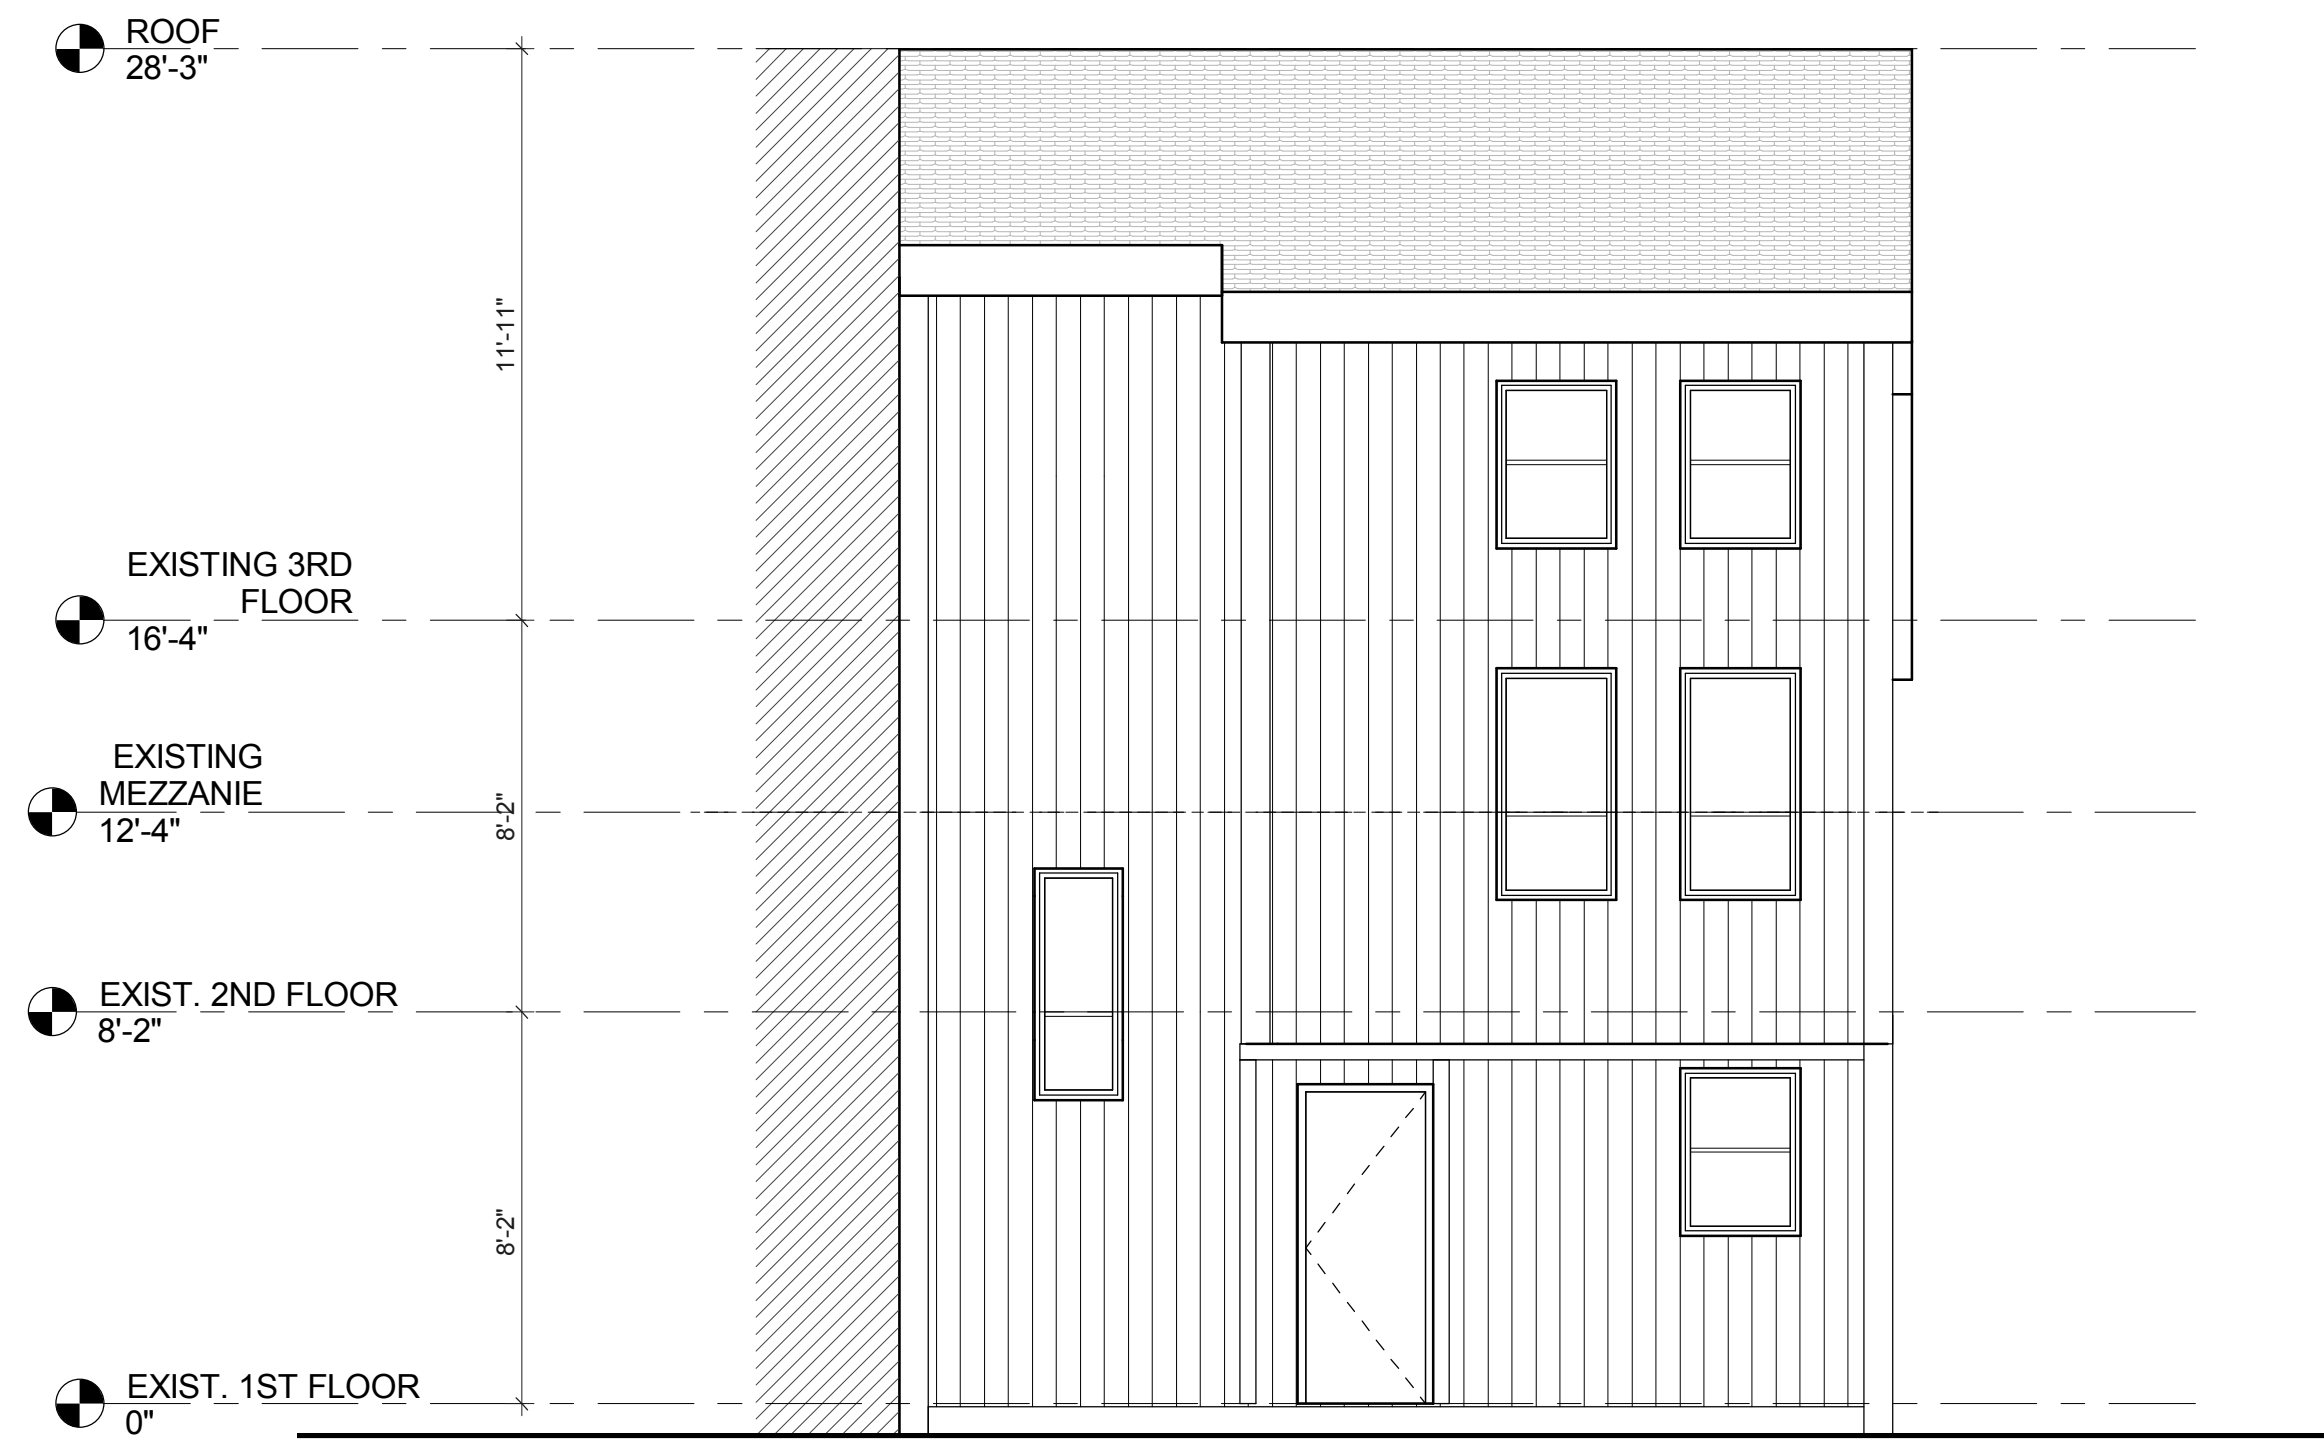 ROOF
28'-3"
11'-11"
EXISTING 3RD
FLOOR
16'-4"
EXISTING
MEZZANIE
12'-4"
8'-2"
EXIST. 2ND FLOOR
8'-2"
8'-2"
EXIST. 1ST FLOOR
0"